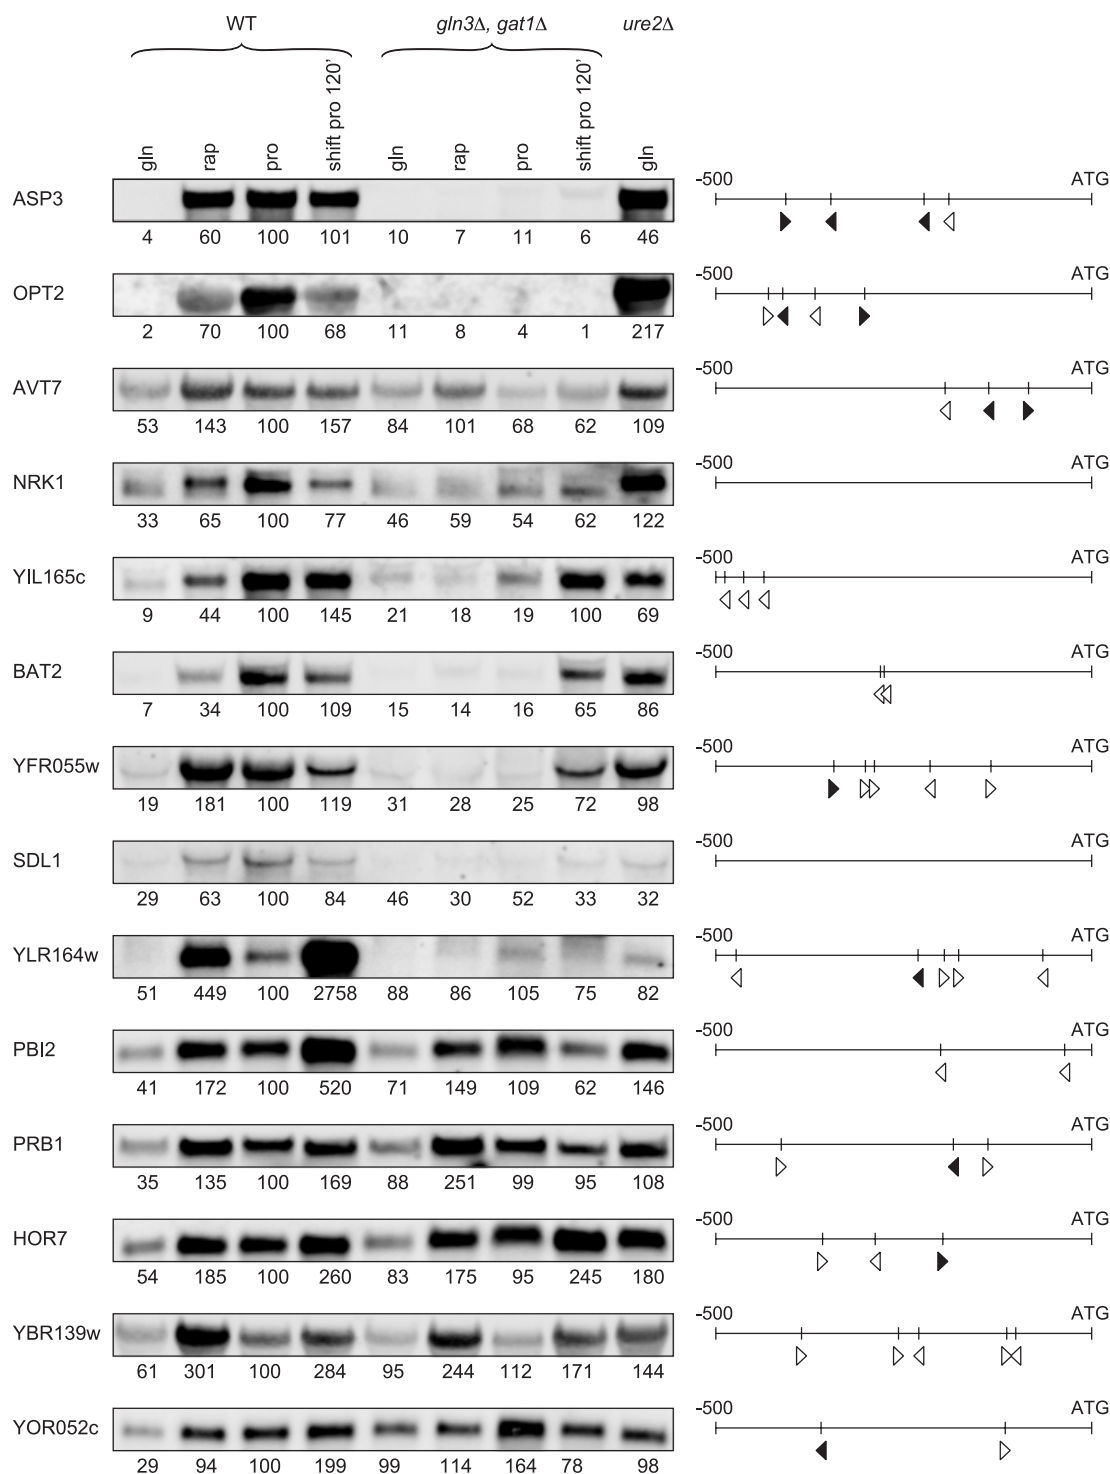 WT gln3Δ, gat1Δ ure2Δ
gln rap pro shift pro 120' gln rap pro shift pro 120' gln
ASP3 -500 ATG
4 60 100 101 10 7 11 6 46
OPT2 -500 ATG
2 70 100 68 11 8 4 1 217
AVT7 -500 ATG
53 143 100 157 84 101 68 62 109
NRK1 -500 ATG
33 65 100 77 46 59 54 62 122
YIL165c -500 ATG
9 44 100 145 21 18 19 100 69
BAT2 -500 ATG
7 34 100 109 15 14 16 65 86
YFR055w -500 ATG
19 181 100 119 31 28 25 72 98
SDL1 -500 ATG
29 63 100 84 46 30 52 33 32
YLR164w -500 ATG
51 449 100 2758 88 86 105 75 82
PBI2 -500 ATG
41 172 100 520 71 149 109 62 146
PRB1 -500 ATG
35 135 100 169 88 251 99 95 108
HOR7 -500 ATG
54 185 100 260 83 175 95 245 180
YBR139w -500 ATG
61 301 100 284 95 244 112 171 144
YOR052c -500 ATG
29 94 100 199 99 114 164 78 98